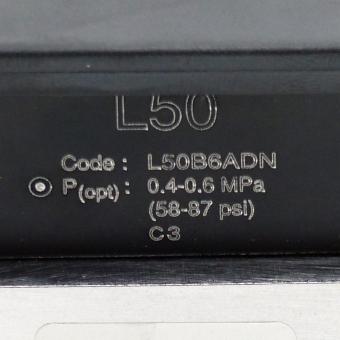 L50
Code : L50B6ADN
P(opt) : 0.4-0.6 MPa
(58-87 psi)
C3